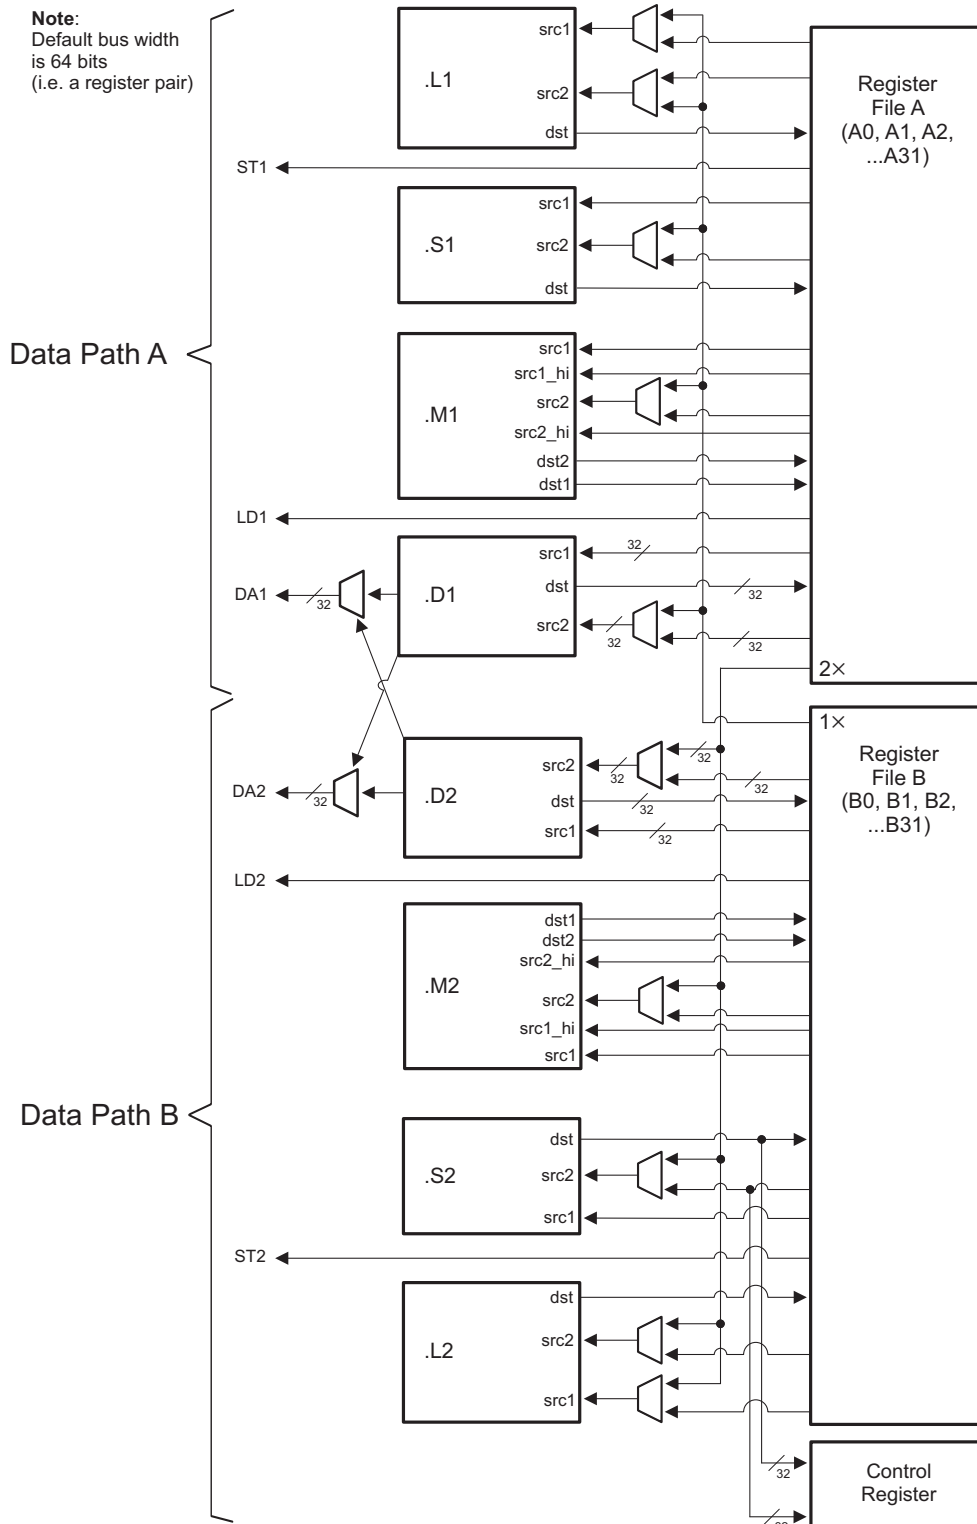 Note:
Default bus width
is 64 bits
(i.e. a register pair)
src1
.L1
src2
dst
Register
File A
(A0, A1, A2,
...A31)
ST1
src1
.S1
src2
dst
Data Path A
src1
src1_hi
.M1
src2
src2_hi
dst2
dst1
LD1
src1
32
.D1
DA1
32
dst
32
src2
32
32
2×
1×
Register
File B
(B0, B1, B2,
...B31)
src2
32
32
32
DA2
32
.D2
dst
32
src1
32
LD2
dst1
dst2
src2_hi
.M2
src2
src1_hi
src1
Data Path B
dst
.S2
src2
src1
ST2
dst
.L2
src2
src1
32
Control
Register